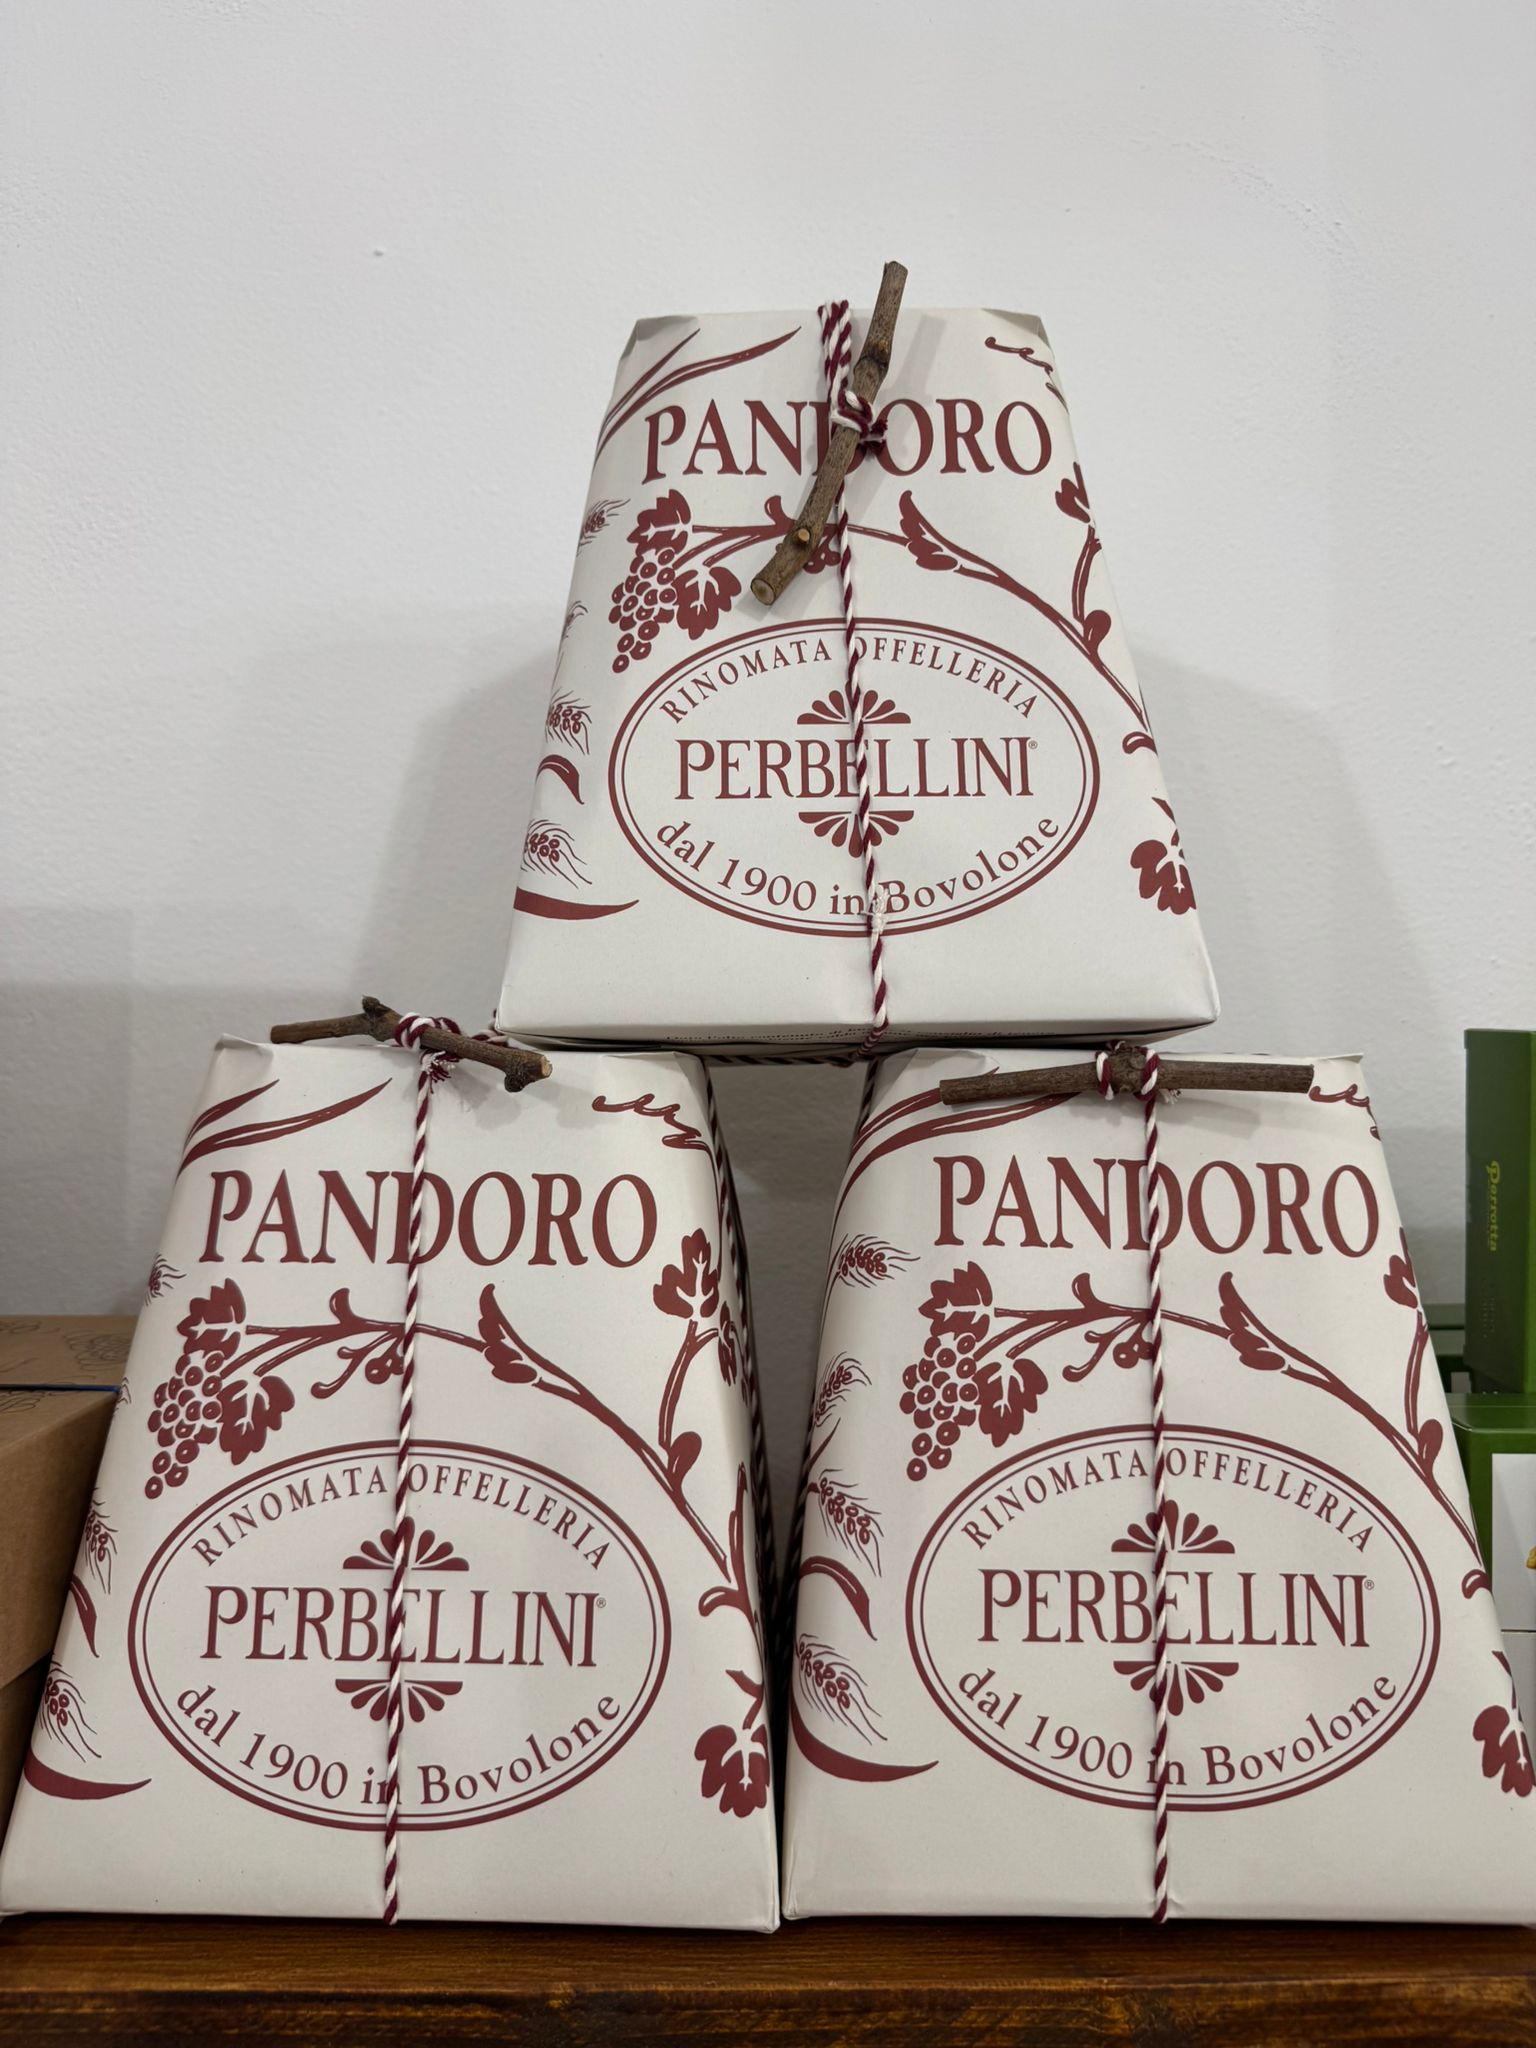 PANDORO
RINOMATA OFFELLERIA
PERBELLINI®
dal 1900 in Bovolone
PANDORO
RINOMATA OFFELLERIA
PERBELLINI®
dal 1900 in Bovolone
PANDORO
RINOMATA OFFELLERIA
PERBELLINI®
dal 1900 in Bovolone
Perrotta